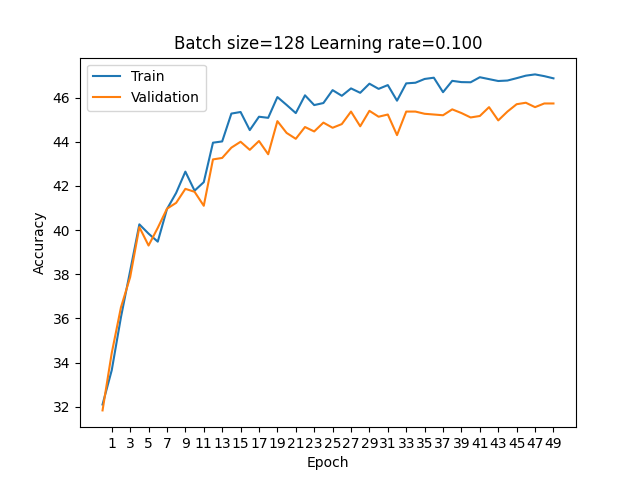 Batch size=128 Learning rate=0.100
Train
Validation
46
44
42
40
38
36
34
32
Accuracy
1 3 5 7 9 11 13 15 17 19 21 23 25 27 29 31 33 35 37 39 41 43 45 47 49
Epoch